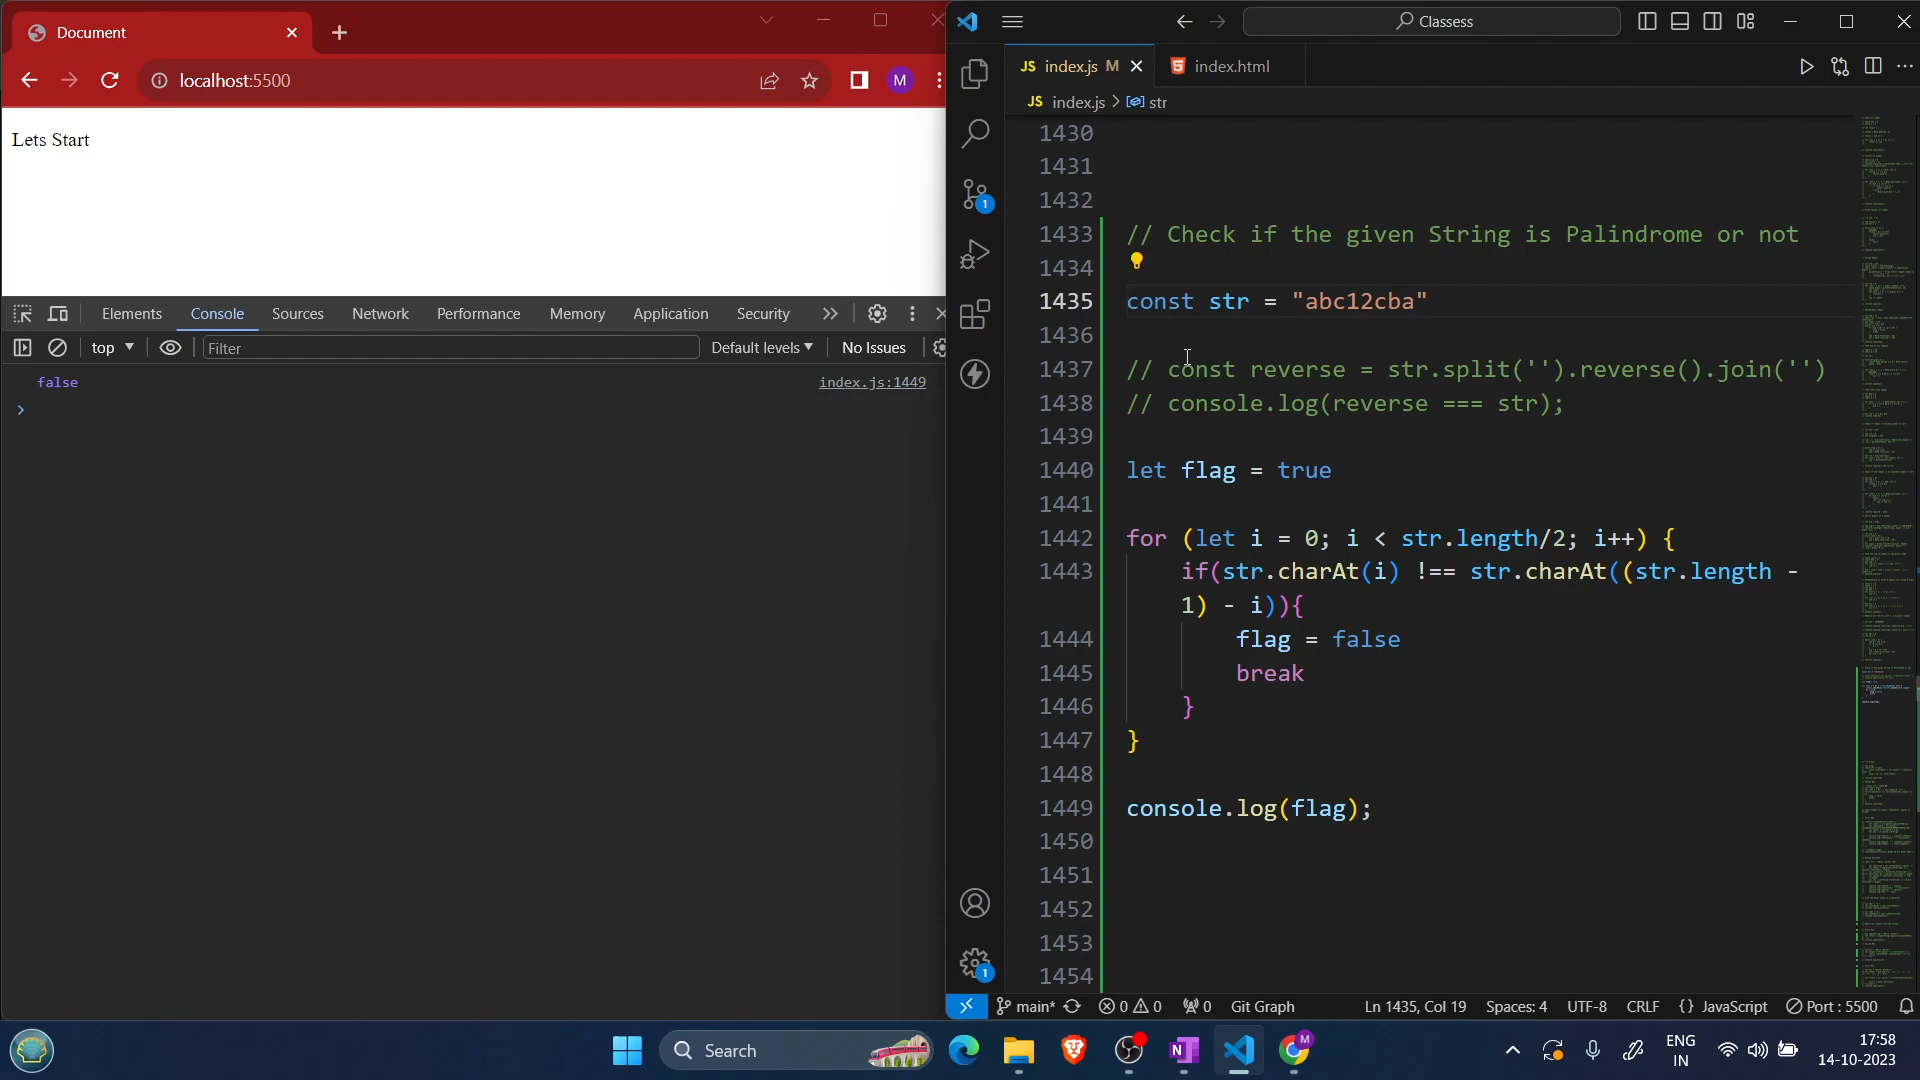 Document
localhost:5500
M
Lets Start
Elements
Console
Sources
Network
Performance
Memory
Application
Security
top
Filter
Default levels
No Issues
false
index.js:1449
Classess
JS index.js M
index.html
JS index.js > str
1430
1431
1432
1433 // Check if the given String is Palindrome or not
1434
1435 const str = "abc12cba"
1436
1437 // const reverse = str.split('').reverse().join('')
1438 // console.log(reverse === str);
1439
1440 let flag = true
1441
1442 for (let i = 0; i < str.length/2; i++) {
1443 if(str.charAt(i) !== str.charAt((str.length -
1) - i)){
1444 flag = false
1445 break
1446 }
1447 }
1448
1449 console.log(flag);
1450
1451
1452
1453
1454
1
1
main*
0
0
0
Git Graph
Ln 1435, Col 19
Spaces: 4
UTF-8
CRLF
{} JavaScript
Port : 5500
Search
N
M
ENG
IN
17:58
14-10-2023